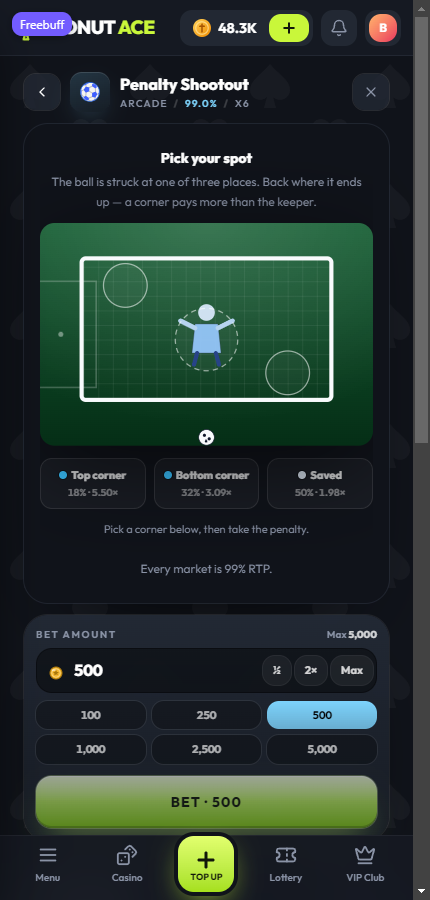 Freebuff
ONUT ACE
48.3K
B
Penalty Shootout
ARCADE / 99.0% / X6
Pick your spot
The ball is struck at one of three places. Back where it ends
up — a corner pays more than the keeper.
Top corner
18% · 5.50×
Bottom corner
32% · 3.09×
Saved
50% · 1.98×
Pick a corner below, then take the penalty.
Every market is 99% RTP.
BET AMOUNT
Max 5,000
500
½
2×
Max
100
250
500
1,000
2,500
5,000
BET · 500
Menu
Casino
TOP UP
Lottery
VIP Club